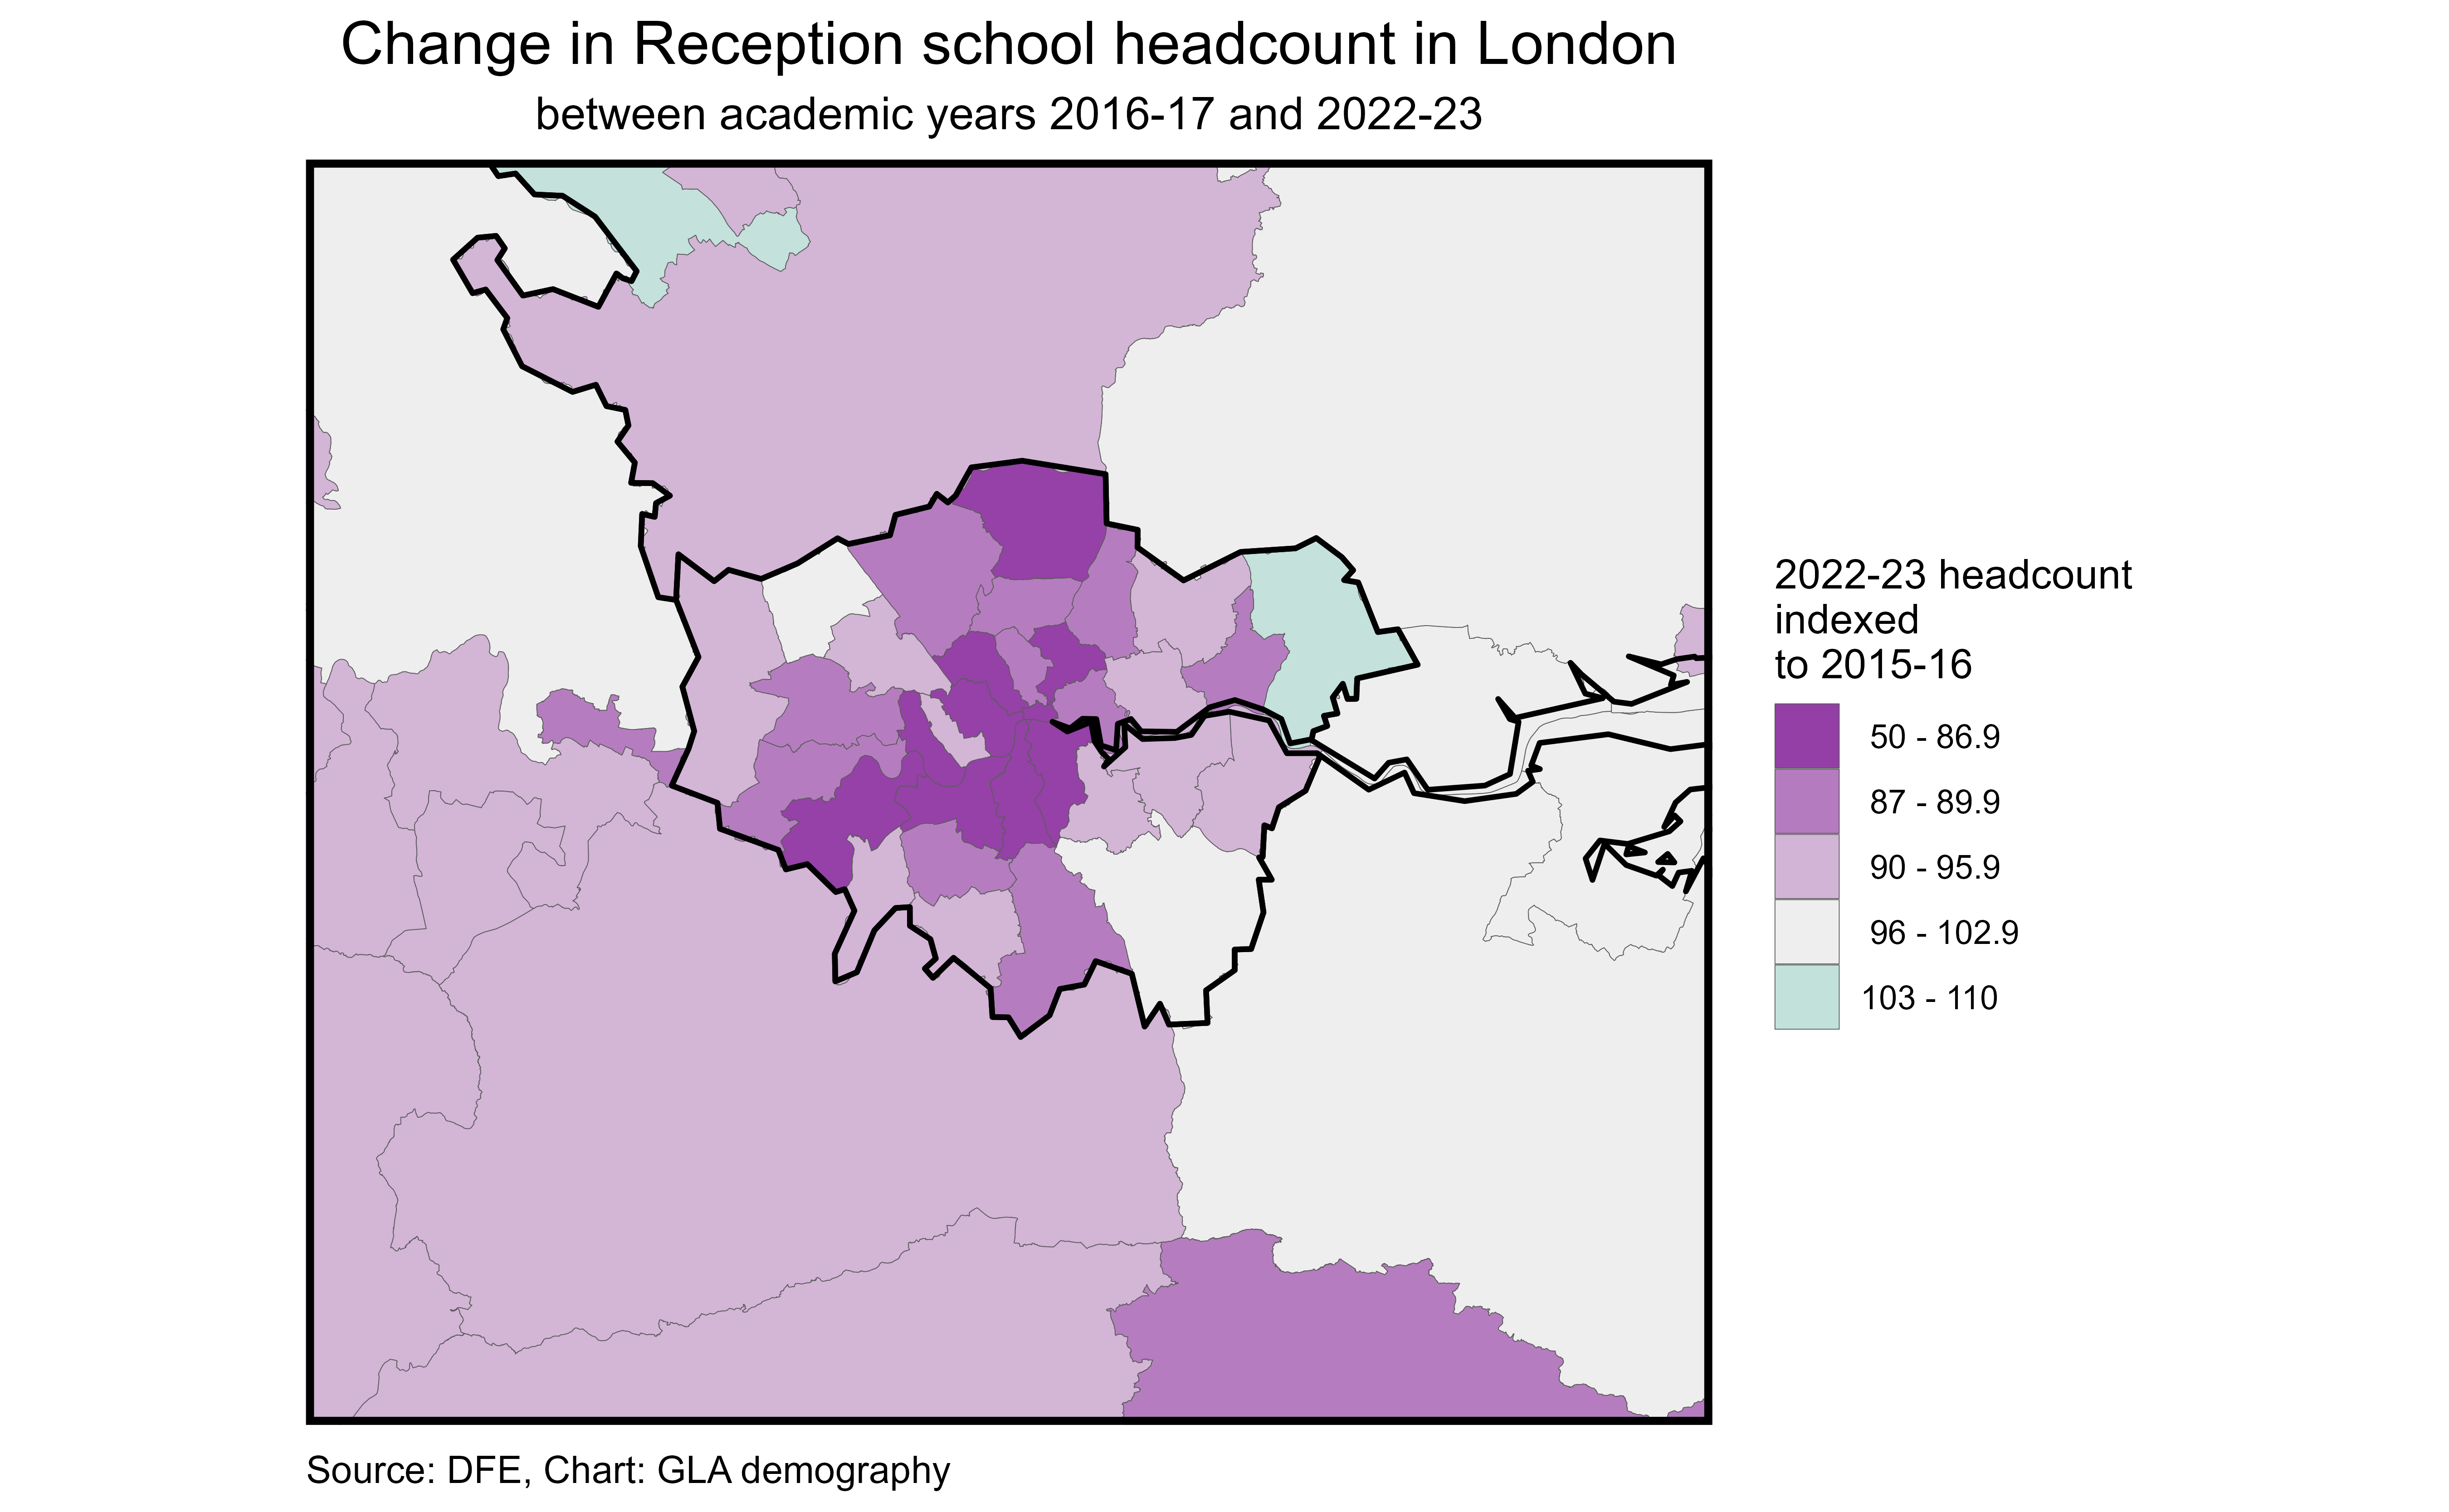 Change in Reception school headcount in London
between academic years 2016-17 and 2022-23
2022-23 headcount
indexed
to 2015-16
50 - 86.9
87 - 89.9
90 - 95.9
96 - 102.9
103 - 110
Source: DFE, Chart: GLA demography